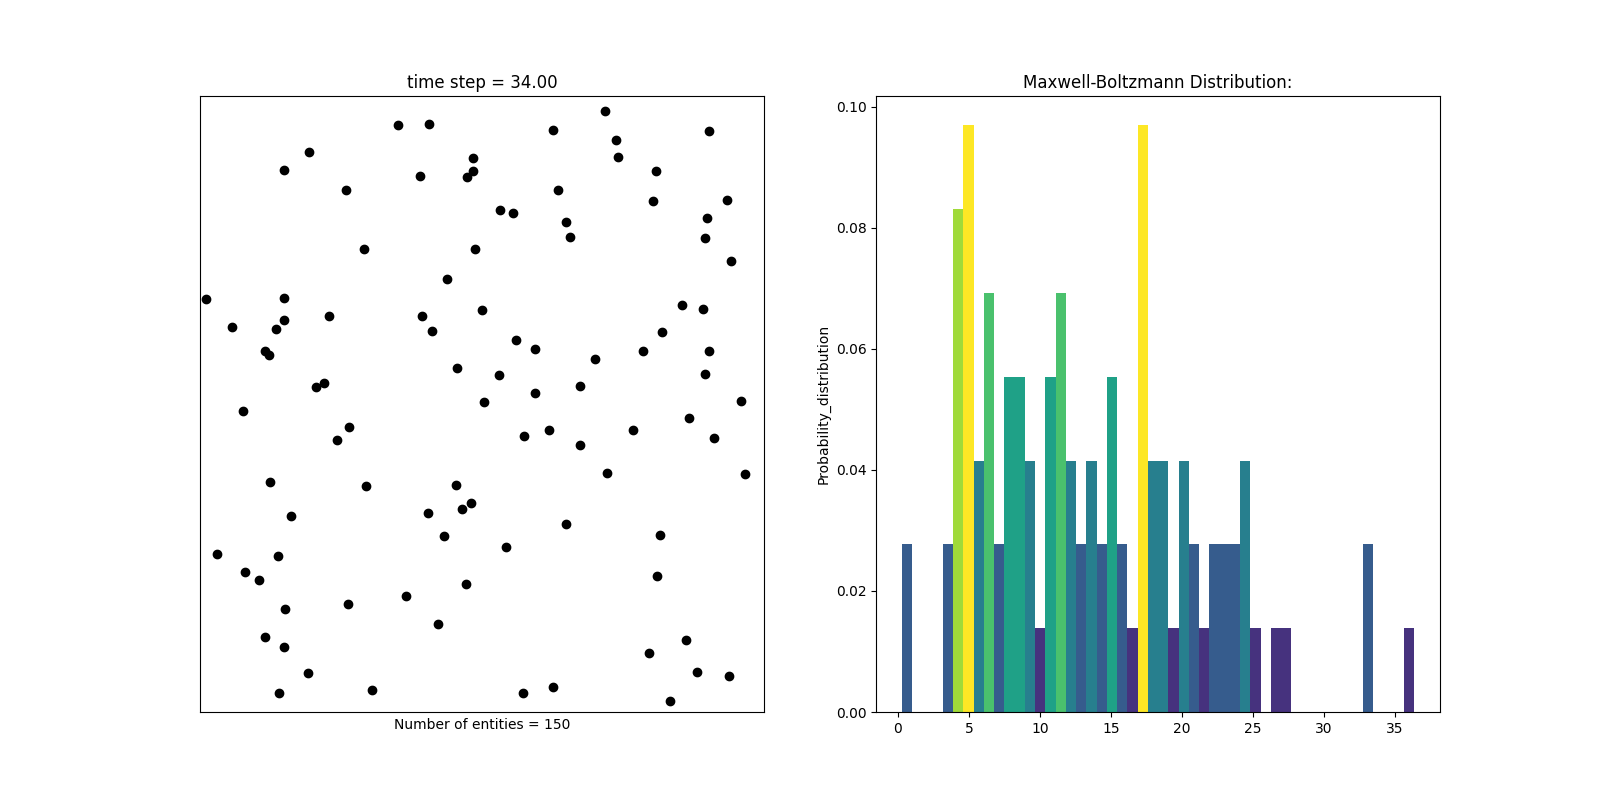 time step = 34.00
Number of entities = 150
Maxwell-Boltzmann Distribution:
Probability_distribution
0.10
0.08
0.06
0.04
0.02
0.00
0 5 10 15 20 25 30 35